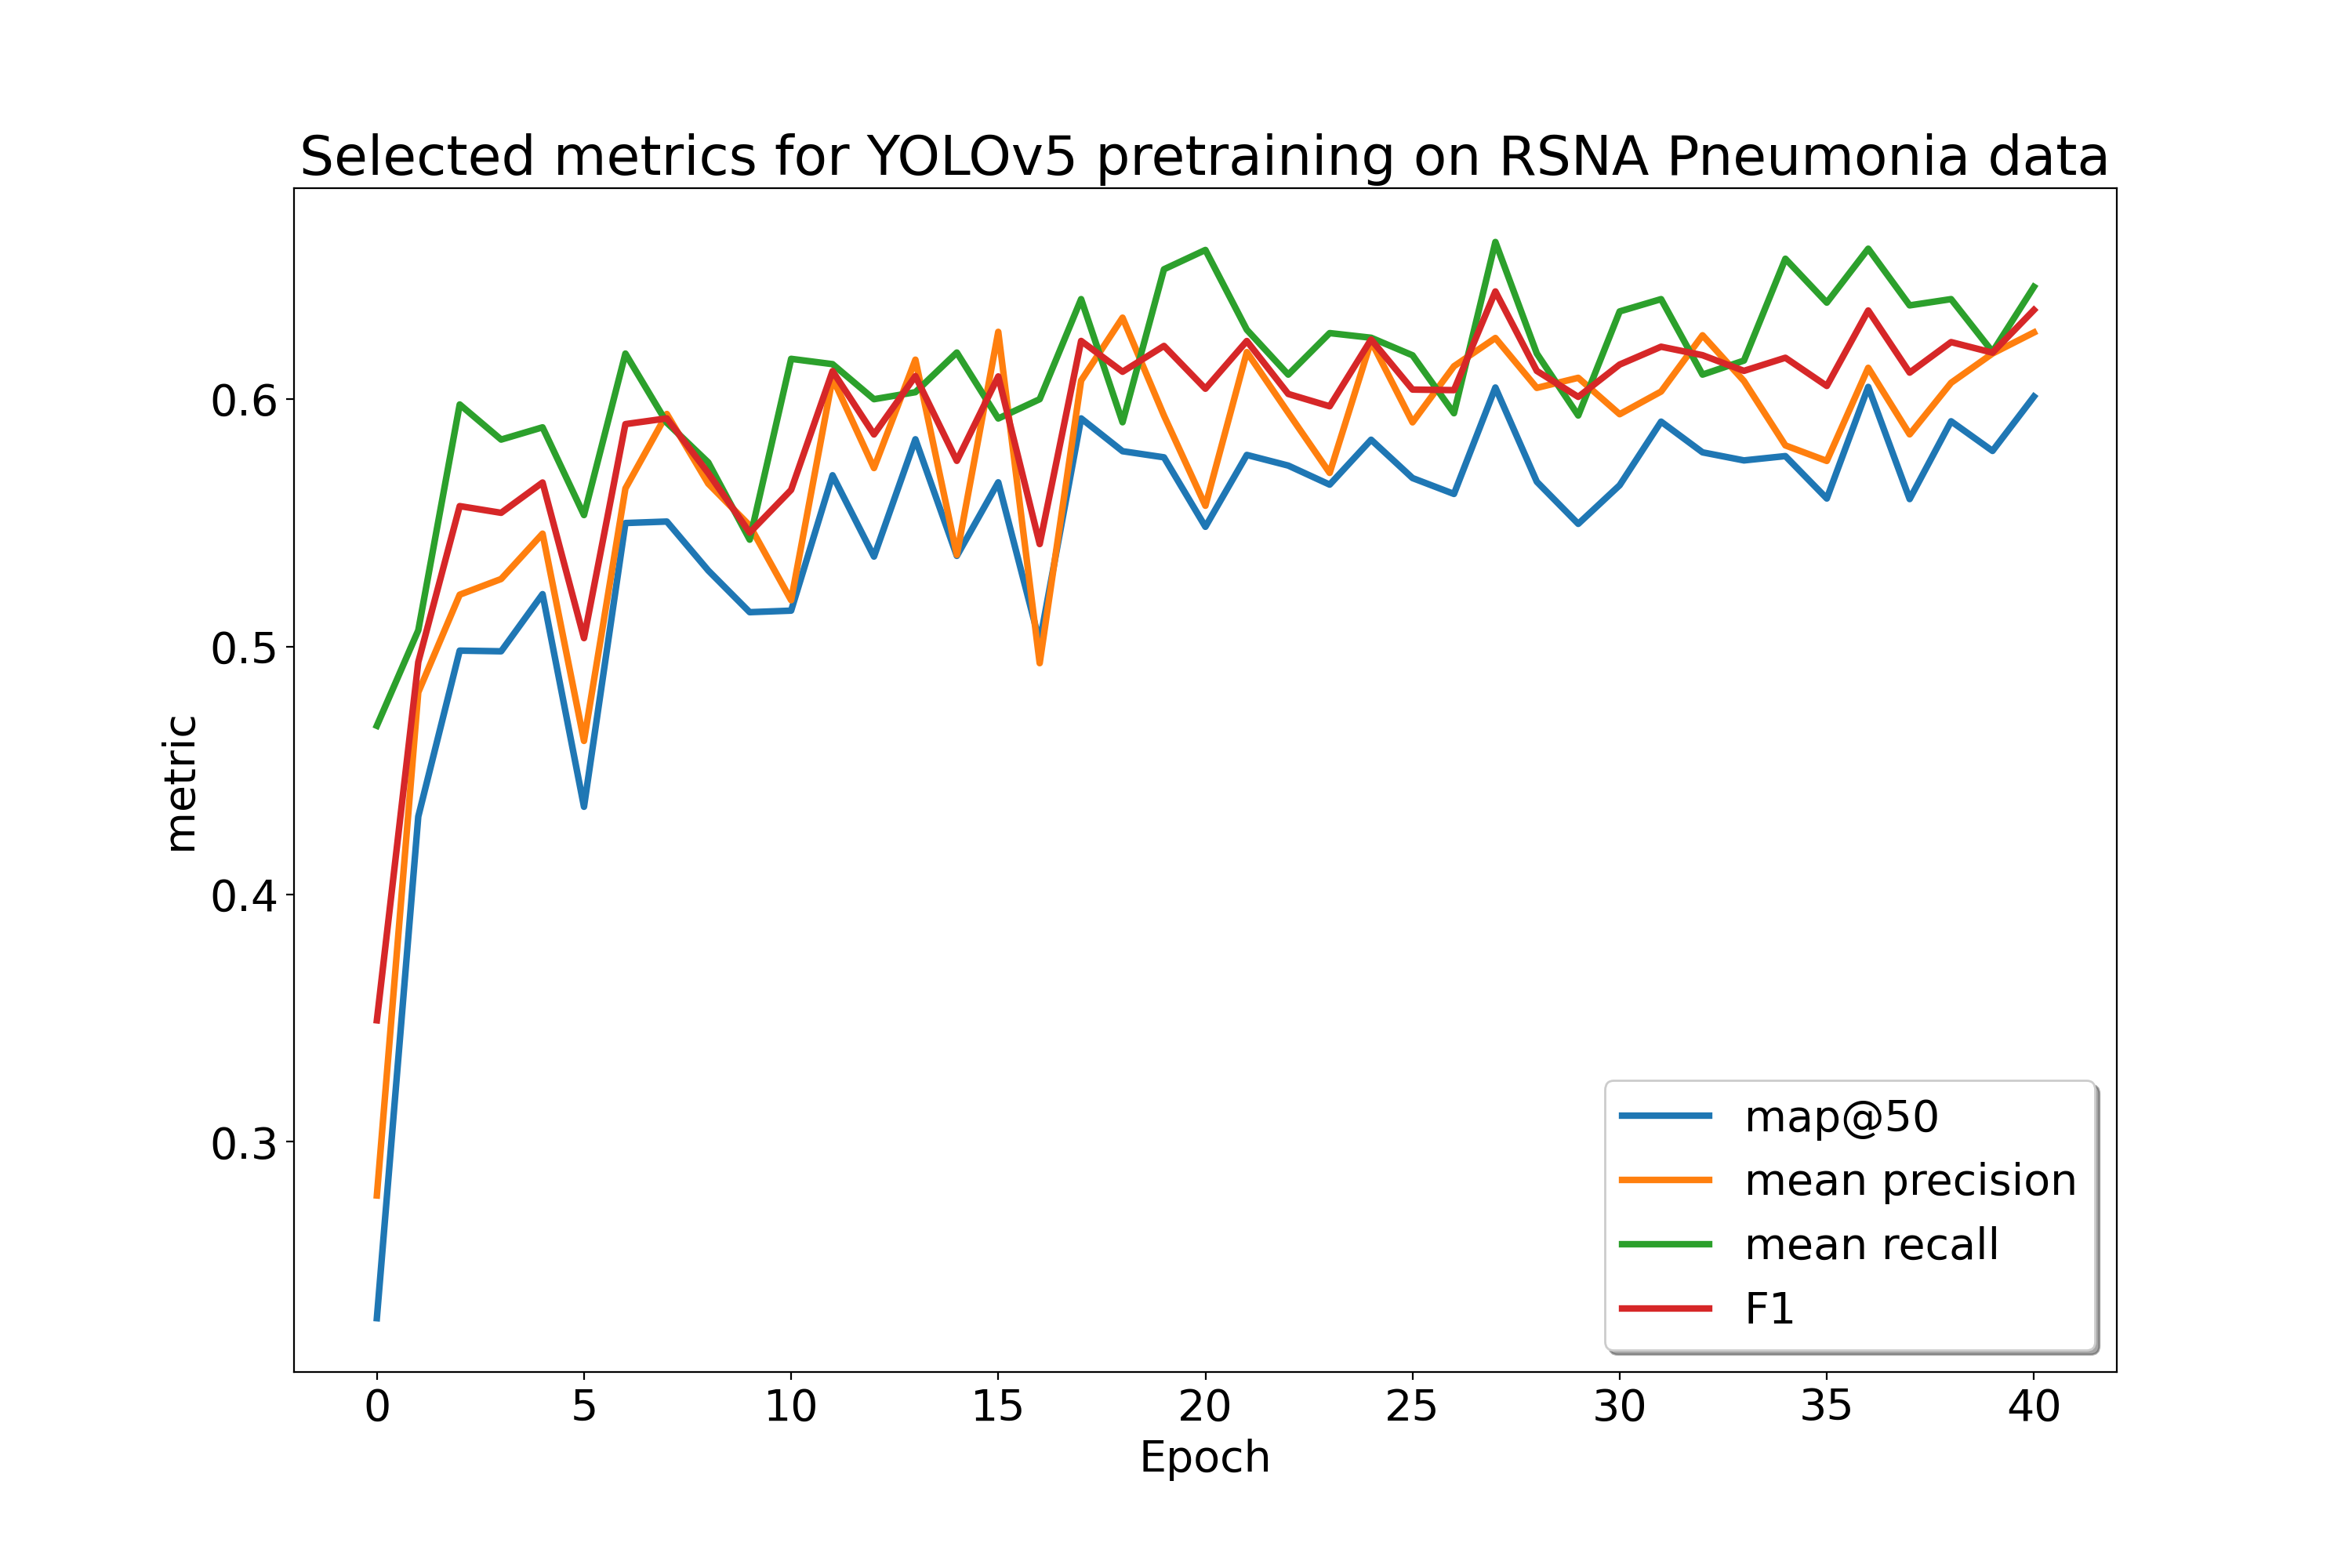 Selected metrics for YOLOv5 pretraining on RSNA Pneumonia data
metric
0.6
0.5
0.4
0.3
map@50
mean precision
mean recall
F1
0 5 10 15 20 25 30 35 40
Epoch